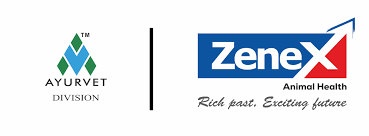 TM
AYURVET
DIVISION
ZeneX
Animal Health
Rich past, Exciting future